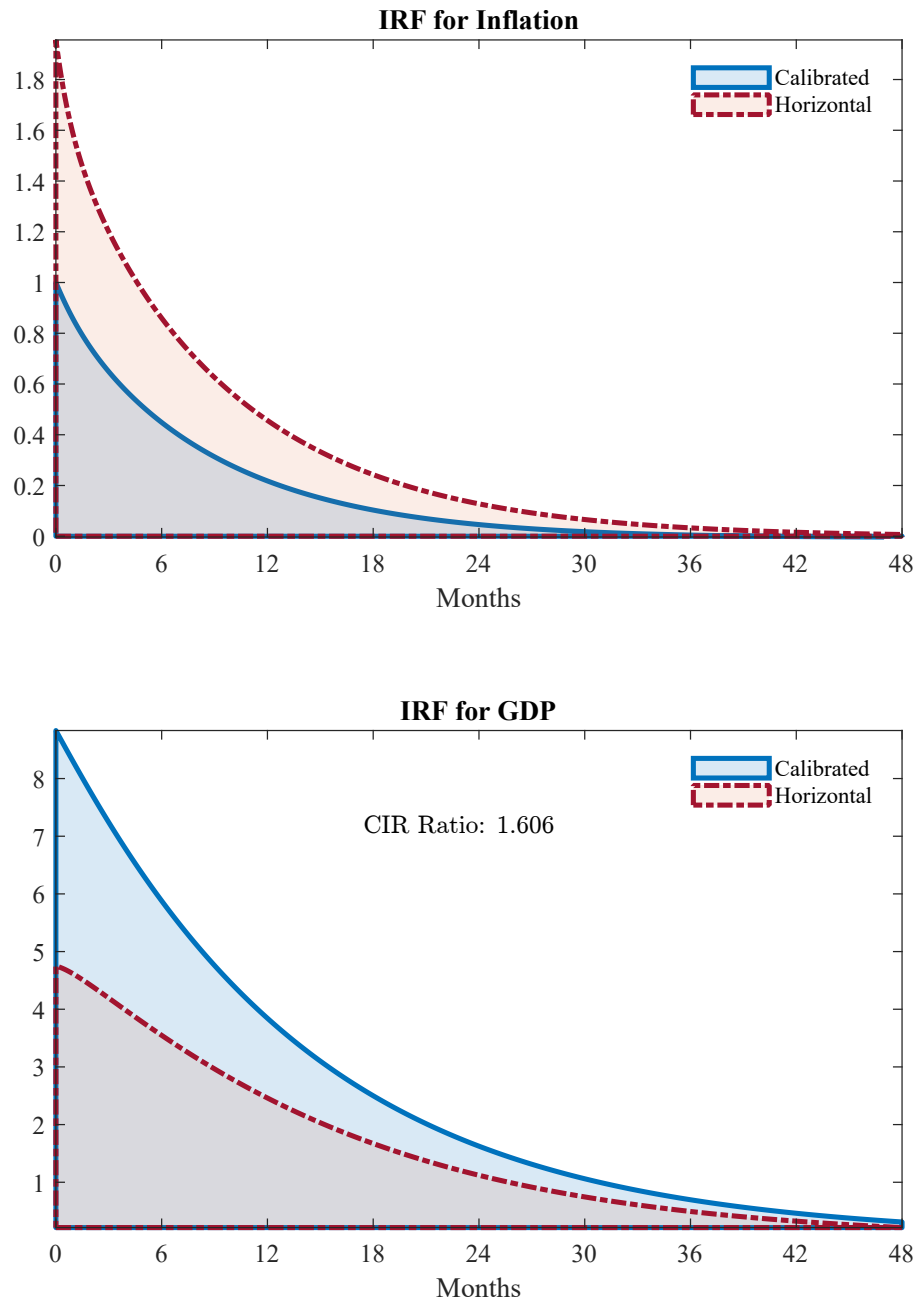 IRF for Inflation
Calibrated
Horizontal
1.8
1.6
1.4
1.2
1
0.8
0.6
0.4
0.2
0
0 6 12 18 24 30 36 42 48
Months
IRF for GDP
Calibrated
Horizontal
CIR Ratio: 1.606
8
7
6
5
4
3
2
1
0 6 12 18 24 30 36 42 48
Months